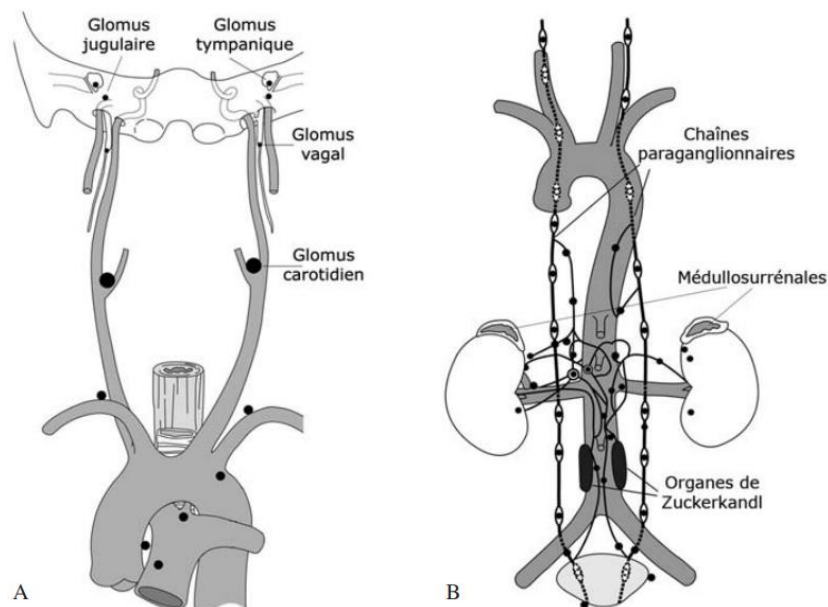 Glomus
jugulaire
Glomus
tympanique
Glomus
vagal
Glomus
carotidien
A
Chaînes
paraganglionnaires
Médullosurrénales
Organes de
Zuckerkandl
B